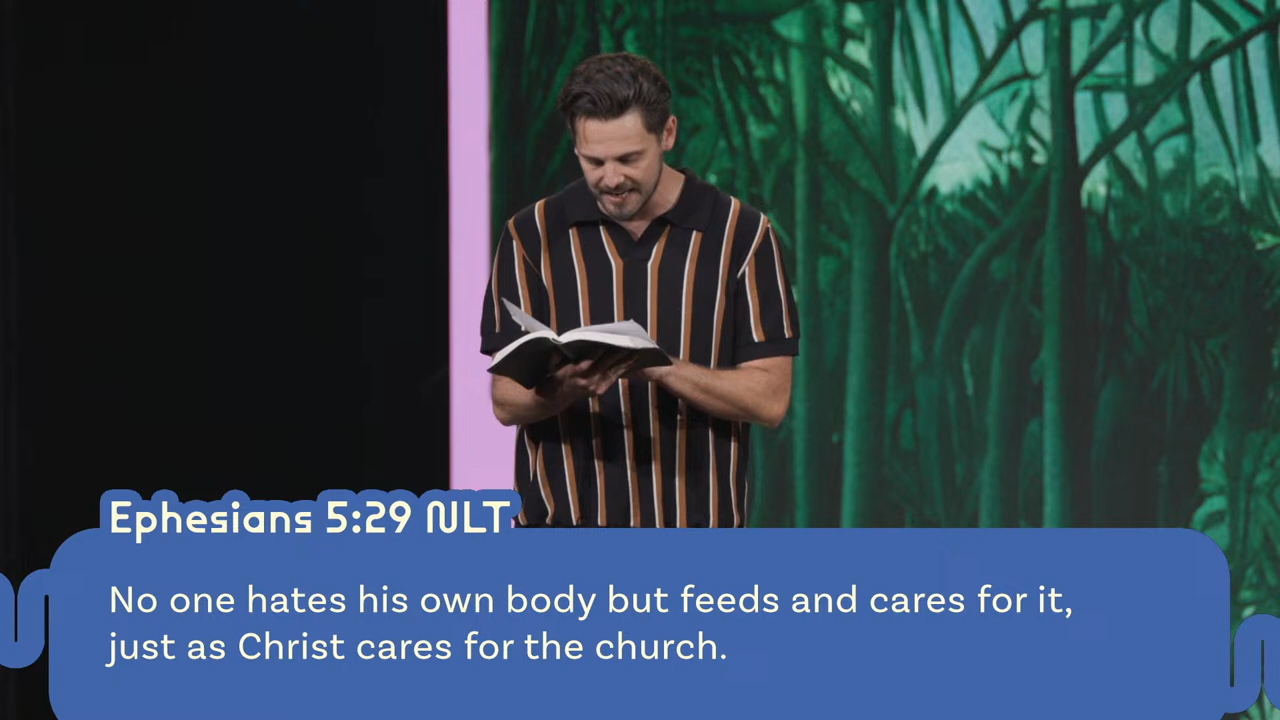 Ephesians 5:29 NLT
No one hates his own body but feeds and cares for it,
just as Christ cares for the church.